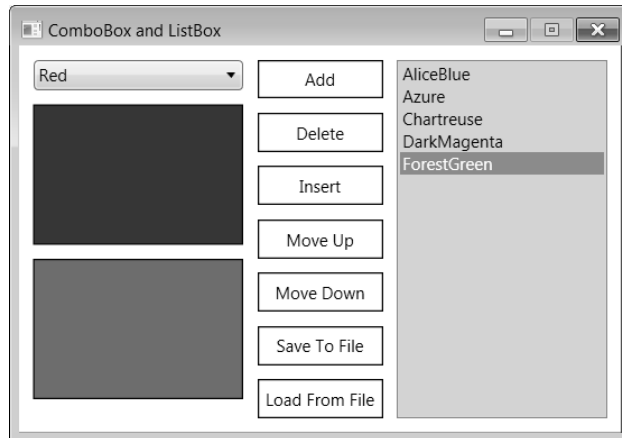 ComboBox and ListBox
Red
Add
Delete
Insert
Move Up
Move Down
Save To File
Load From File
AliceBlue
Azure
Chartreuse
DarkMagenta
ForestGreen